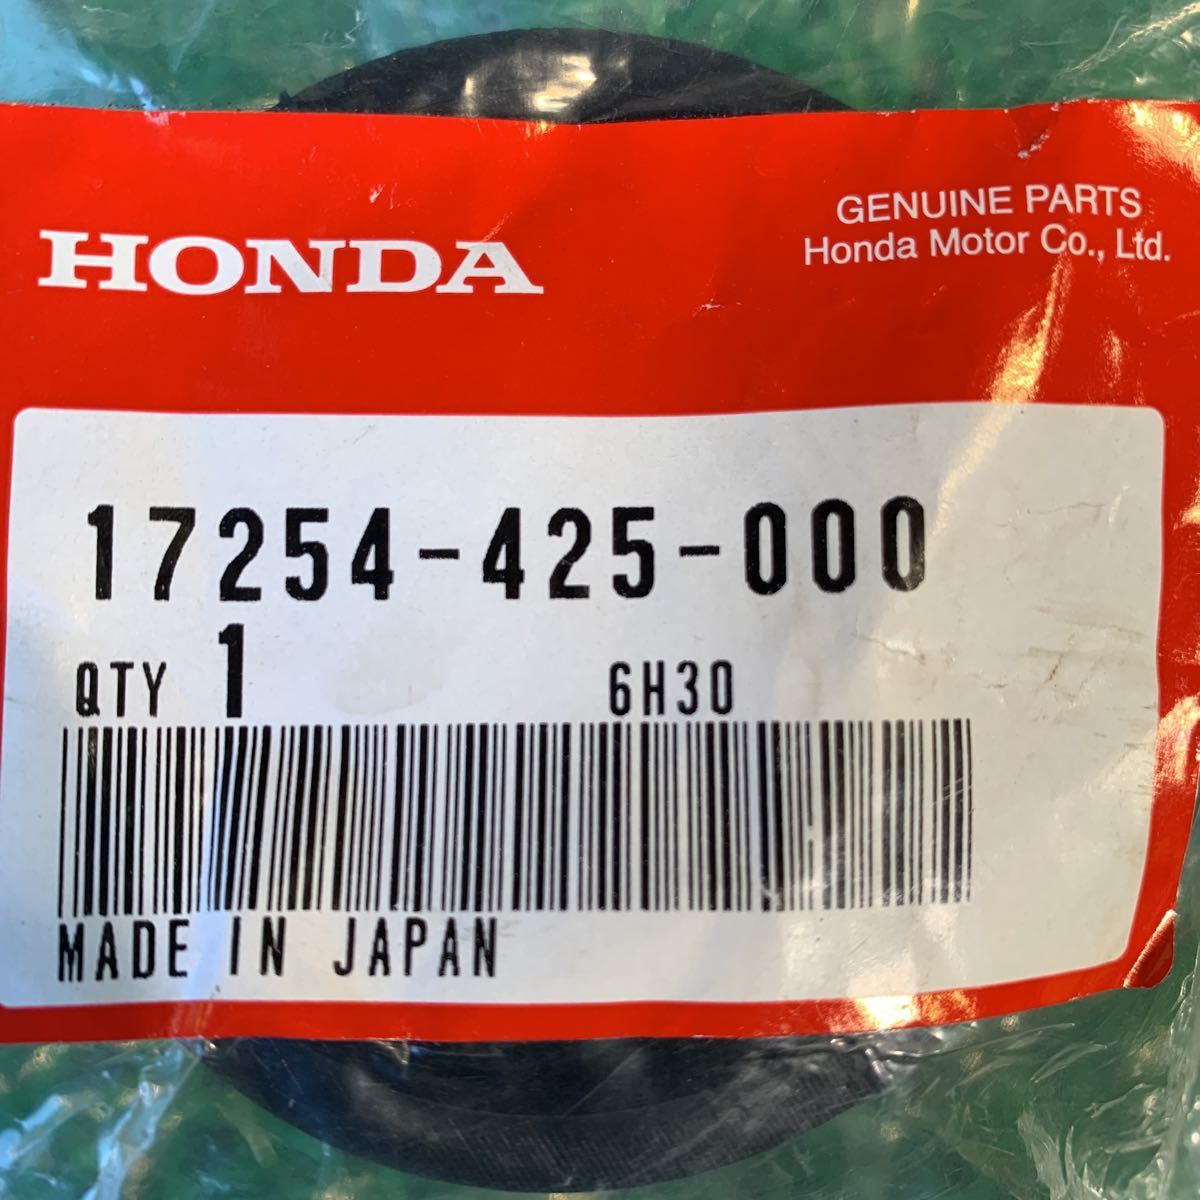 HONDA
GENUINE PARTS
Honda Motor Co., Ltd.
17254-425-000
QTY 1 6H30
MADE IN JAPAN